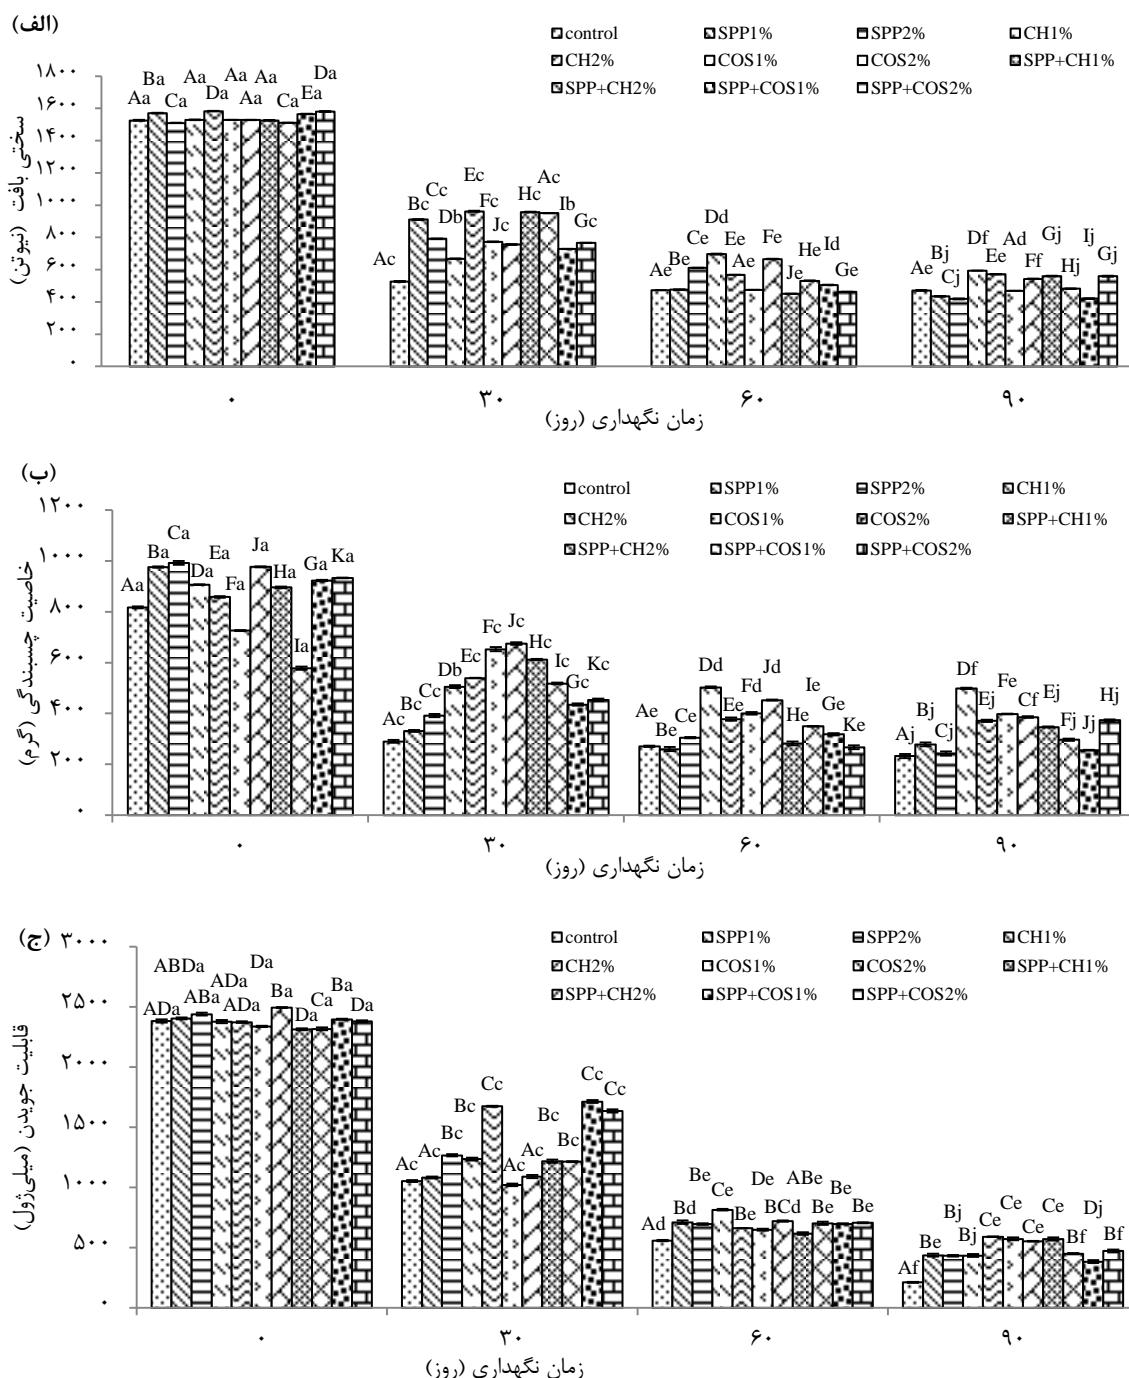 (الف)
control SPP1% SPP2% CH1%
CH2% COS1% COS2% SPP+CH1%
SPP+CH2% SPP+COS1% SPP+COS2%
سختی بافت (نیوتن)
۱۸۰۰
۱۶۰۰
۱۴۰۰
۱۲۰۰
۱۰۰۰
۸۰۰
۶۰۰
۴۰۰
۲۰۰
۰
Aa Ba Ca Aa Da Aa Aa Aa Ca Ea Da
Ac Bc Cc Db Ec Fc Jc Hc Ac Ib Gc
Ae Be Ce Dd Ee Ae Fe Je He Id Ge
Ae Bj Cj Df Ee Ad Ff Gj Hj Ij Gj
۰ ۳۰ ۶۰ ۹۰
زمان نگهداری (روز)
(ب)
control SPP1% SPP2% CH1%
CH2% COS1% COS2% SPP+CH1%
SPP+CH2% SPP+COS1% SPP+COS2%
خاصیت چسبندگی (گرم)
۱۲۰۰
۱۰۰۰
۸۰۰
۶۰۰
۴۰۰
۲۰۰
۰
Aa Ba Ca Da Ea Fa Ja Ha Ia Ga Ka
Ac Bc Cc Db Ec Fc Jc Hc Ic Gc Kc
Ae Be Ce Dd Ee Fd Jd He Ie Ge Ke
Aj Bj Cj Df Ej Fe Cf Ej Fj Jj Hj
۰ ۳۰ ۶۰ ۹۰
زمان نگهداری (روز)
(ج)
control SPP1% SPP2% CH1%
CH2% COS1% COS2% SPP+CH1%
SPP+CH2% SPP+COS1% SPP+COS2%
قابلیت جویدن (میلی‌ژول)
۳۰۰۰
۲۵۰۰
۲۰۰۰
۱۵۰۰
۱۰۰۰
۵۰۰
۰
ADa ABDa ABa ADa ADa Da Ba Da Ca Ba Da
Ac Ac Bc Bc Cc Ac Ac Bc Bc Cc Cc
Ad Bd Be Ce Be De BCd ABe Be Be Be
Af Be Bj Bj Ce Ce Ce Ce Bf Dj Bf
۰ ۳۰ ۶۰ ۹۰
زمان نگهداری (روز)